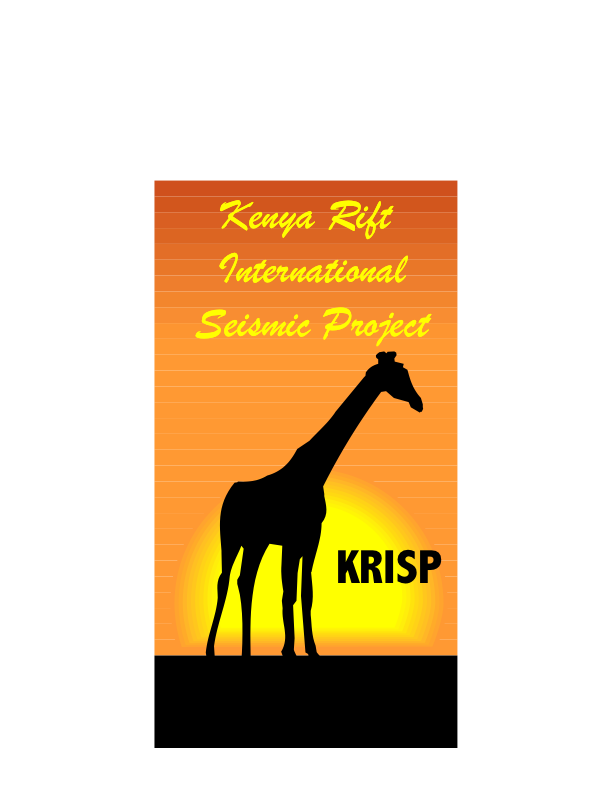 Kenya Rift
International
Seismic Project
KRISP